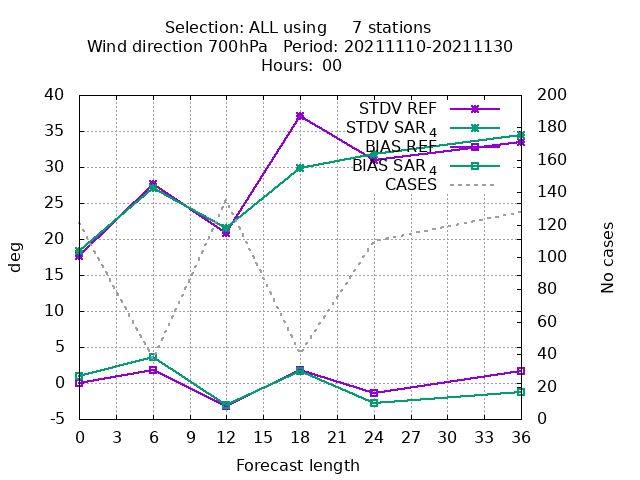 Selection: ALL using     7 stations
Wind direction 700hPa   Period: 20211110-20211130
Hours: 00
STDV REF
STDV SAR 4
BIAS REF
BIAS SAR 4
CASES
40
35
30
25
20
15
10
5
0
-5
200
180
160
140
120
100
80
60
40
20
0
deg
No cases
0 3 6 9 12 15 18 21 24 27 30 33 36
Forecast length